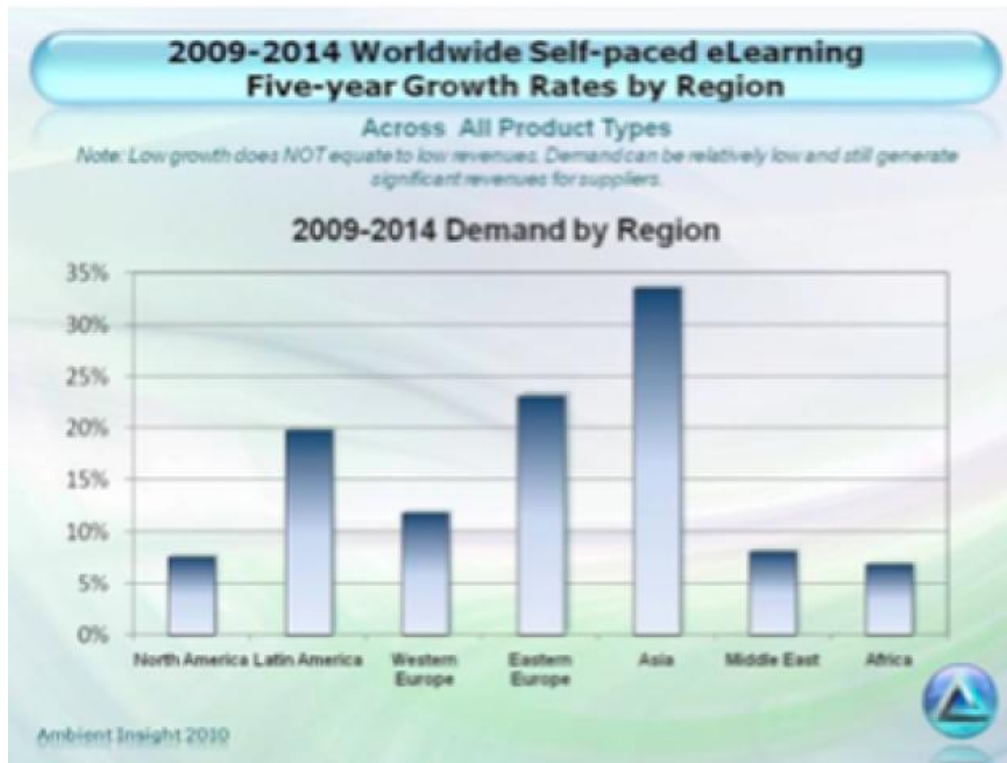 2009-2014 Worldwide Self-paced eLearning
Five-year Growth Rates by Region
Across All Product Types
Note: Low growth does NOT equate to low revenues. Demand can be relatively low and still generate
significant revenues for suppliers.
2009-2014 Demand by Region
35%
30%
25%
20%
15%
10%
5%
0%
North America Latin America Western Eastern Asia Middle East Africa
Europe Europe
Ambient Insight 2010